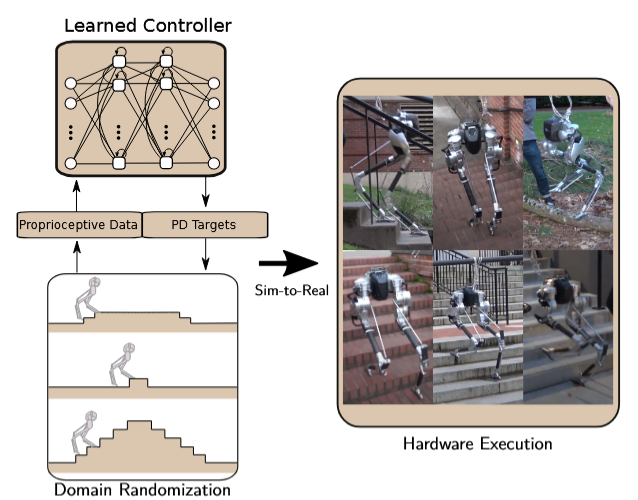 Learned Controller
Proprioceptive Data
PD Targets
Sim-to-Real
Domain Randomization
Hardware Execution